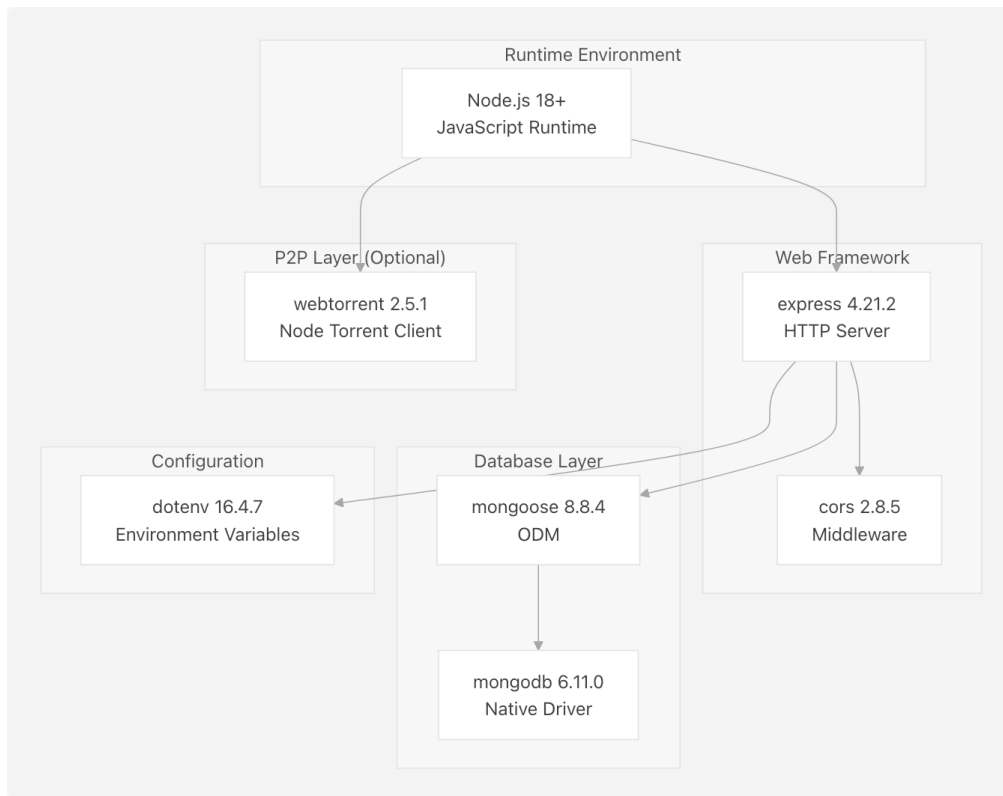 Runtime Environment
Node.js 18+
JavaScript Runtime
P2P Layer (Optional)
webtorrent 2.5.1
Node Torrent Client
Web Framework
express 4.21.2
HTTP Server
Configuration
dotenv 16.4.7
Environment Variables
Database Layer
mongoose 8.8.4
ODM
cors 2.8.5
Middleware
mongodb 6.11.0
Native Driver